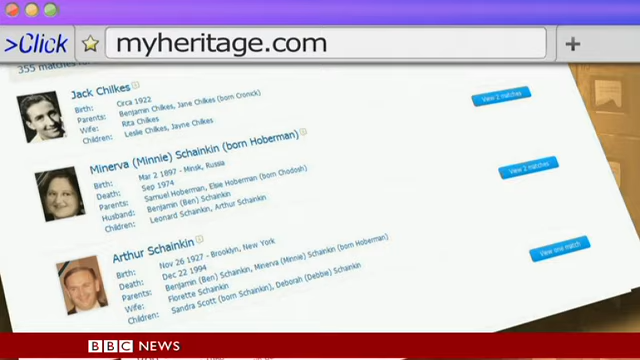 >Click
myheritage.com
+
355 matches
Jack Chilkes
Birth: Circa 1922
Parents: Benjamin Chilkes, Jane Chilkes (born Cronick)
Wife: Rita Chilkes
Children: Leslie Chilkes, Jayne Chilkes
View 2 matches
Minerva (Minnie) Schainkin (born Hoberman)
Birth: Mar 2 1897 - Minsk, Russia
Death: Sep 1974
Parents: Samuel Hoberman, Elsie Hoberman (born Chodosh)
Husband: Benjamin (Ben) Schainkin
Children: Leonard Schainkin, Arthur Schainkin
View 2 matches
Arthur Schainkin
Birth: Nov 26 1927 - Brooklyn, New York
Death: Dec 22 1994
Parents: Benjamin (Ben) Schainkin, Minerva (Minnie) Schainkin (born Hoberman)
Wife: Florette Schainkin
Children: Sandra Scott (born Schainkin), Deborah (Debbie) Schainkin
View one match
BBC NEWS